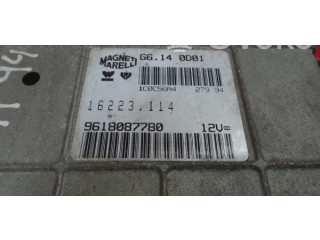 MAGNETI
MARELLI
G6.14 0D01
1C0C56A4 279 94
16223.114
9618087780 12V=